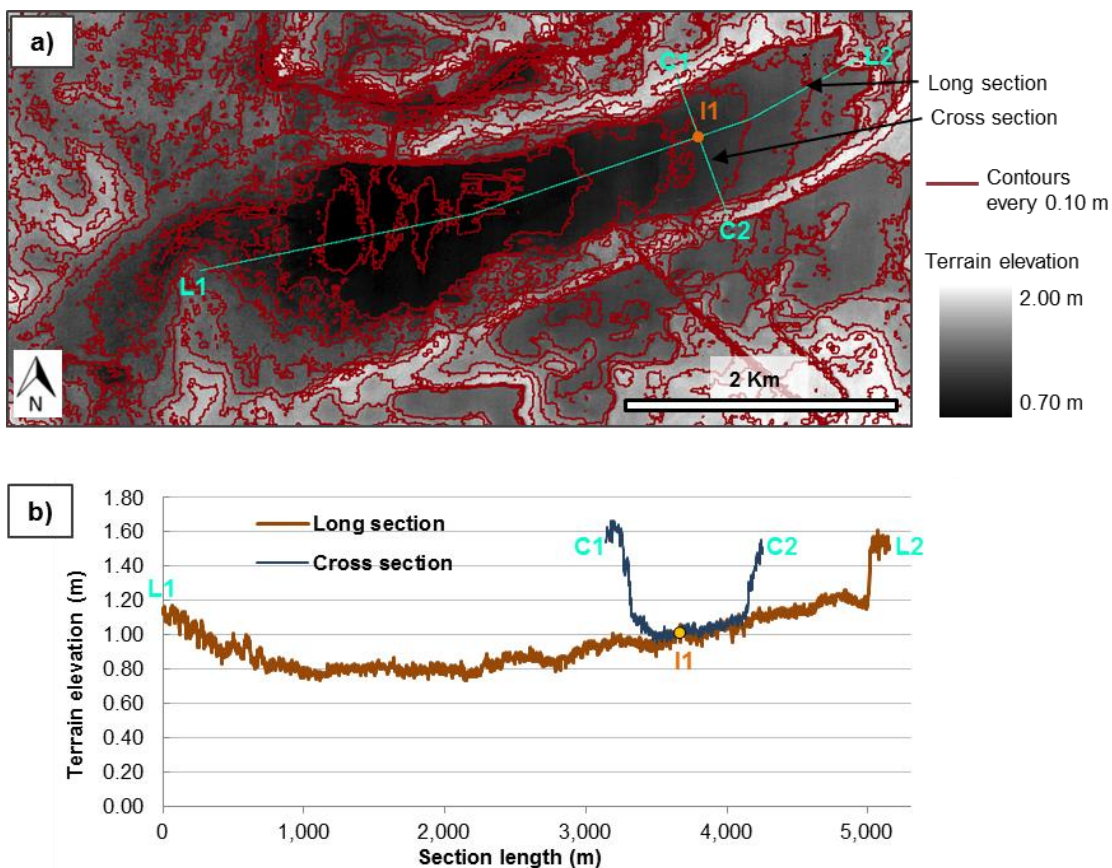 a)
C1
L2
I1
Long section
Cross section
C2
L1
Contours
every 0.10 m
Terrain elevation
2.00 m
0.70 m
2 Km
N
b)
1.80
1.60
1.40
1.20
1.00
0.80
0.60
0.40
0.20
0.00
Terrain elevation (m)
Long section
Cross section
L1
C1
C2
L2
I1
0
1,000
2,000
3,000
4,000
5,000
Section length (m)